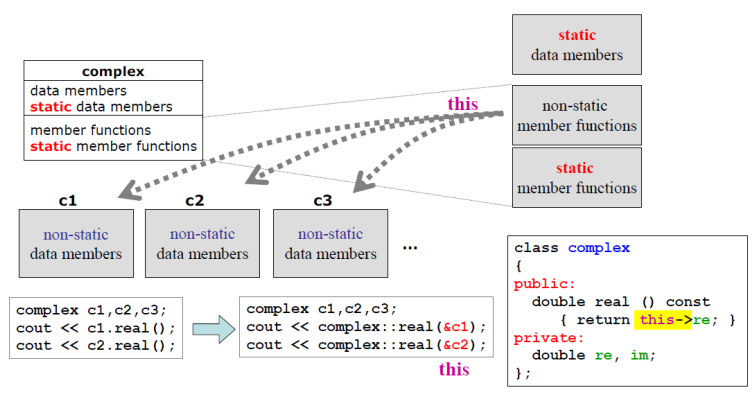 static
data members
complex
data members
static data members
member functions
static member functions
this
non-static
member functions
static
member functions
c1
c2
c3
non-static
data members
non-static
data members
non-static
data members
...
complex c1,c2,c3;
cout << c1.real();
cout << c2.real();
complex c1,c2,c3;
cout << complex::real(&c1);
cout << complex::real(&c2);
this
class complex
{
public:
double real () const
{ return this->re; }
private:
double re, im;
};